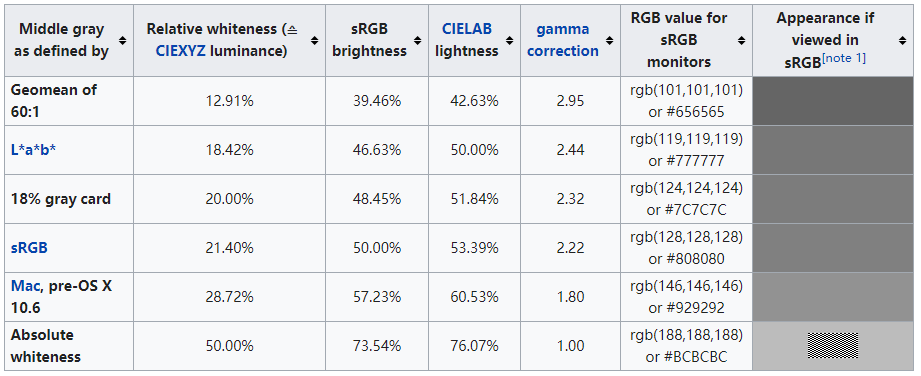 Middle gray as defined by	Relative whiteness (≙ CIEXYZ luminance)	sRGB brightness	CIELAB lightness	gamma correction	RGB value for sRGB monitors	Appearance if viewed in sRGB[note 1]
Geomean of 60:1	12.91%	39.46%	42.63%	2.95	rgb(101,101,101) or #656565
L*a*b*	18.42%	46.63%	50.00%	2.44	rgb(119,119,119) or #777777
18% gray card	20.00%	48.45%	51.84%	2.32	rgb(124,124,124) or #7C7C7C
sRGB	21.40%	50.00%	53.39%	2.22	rgb(128,128,128) or #808080
Mac, pre-OS X 10.6	28.72%	57.23%	60.53%	1.80	rgb(146,146,146) or #929292
Absolute whiteness	50.00%	73.54%	76.07%	1.00	rgb(188,188,188) or #BCBCBC